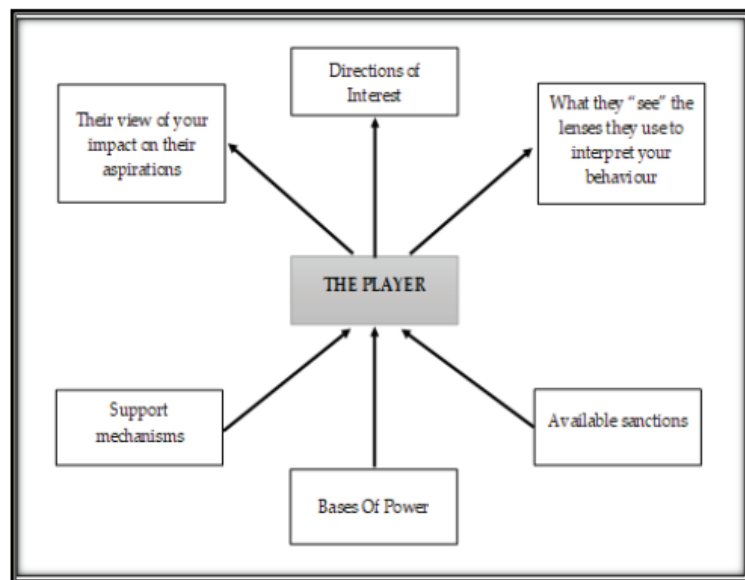 Directions of
Interest
Their view of your
impact on their
aspirations
What they “see” the
lenses they use to
interpret your
behaviour
THE PLAYER
Support
mechanisms
Bases Of Power
Available sanctions